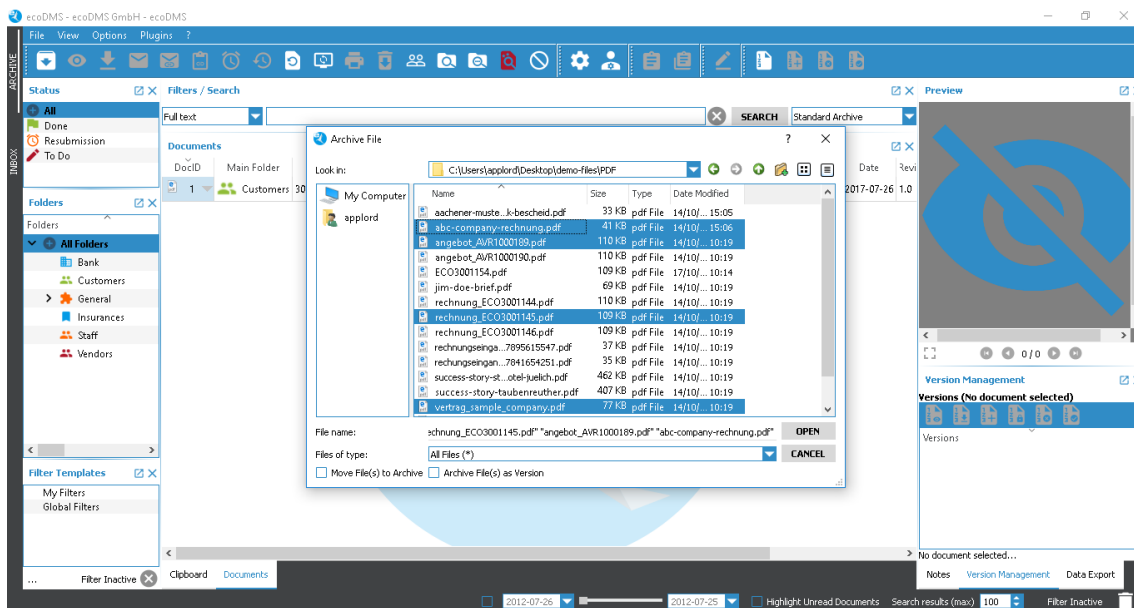 ecoDMS - ecoDMS GmbH - ecoDMS
File View Options Plugins ?
ARCHIVE
INBOX
Status
All
Done
Resubmission
To Do
Folders
Folders
All Folders
Bank
Customers
General
Insurances
Staff
Vendors
Filter Templates
My Filters
Global Filters
... Filter Inactive
Filters / Search
Full text SEARCH Standard Archive
Documents
DocID Main Folder Date Revi
1 Customers 30 2017-07-26 1.0
Archive File ?
Look in: C:\Users\applord\Desktop\demo-files\PDF
My Computer
applord
Name Size Type Date Modified
aachener-muste...k-bescheid.pdf 33 KB pdf File 14/10/... 15:05
abc-company-rechnung.pdf 41 KB pdf File 14/10/... 15:06
angebot_AVR1000189.pdf 110 KB pdf File 14/10/... 10:19
angebot_AVR1000190.pdf 110 KB pdf File 14/10/... 10:19
ECO3001154.pdf 109 KB pdf File 17/10/... 10:14
jim-doe-brief.pdf 69 KB pdf File 14/10/... 10:19
rechnung_ECO3001144.pdf 110 KB pdf File 14/10/... 10:19
rechnung_ECO3001145.pdf 109 KB pdf File 14/10/... 10:19
rechnung_ECO3001146.pdf 109 KB pdf File 14/10/... 10:19
rechnungseinga...7895615547.pdf 37 KB pdf File 14/10/... 10:19
rechungseingan...7841654251.pdf 35 KB pdf File 14/10/... 10:19
success-story-st...otel-juelich.pdf 462 KB pdf File 14/10/... 10:19
success-story-taubenreuther.pdf 407 KB pdf File 14/10/... 10:19
vertrag_sample_company.pdf 77 KB pdf File 14/10/... 10:19
File name: echnung_ECO3001145.pdf" "angebot_AVR1000189.pdf" "abc-company-rechnung.pdf" OPEN
Files of type: All Files (*) CANCEL
Move File(s) to Archive Archive File(s) as Version
Clipboard Documents
Preview
0/0
Version Management
Versions (No document selected)
Versions
No document selected...
Notes Version Management Data Export
2012-07-26 2012-07-25 Highlight Unread Documents Search results (max) 100 Filter Inactive